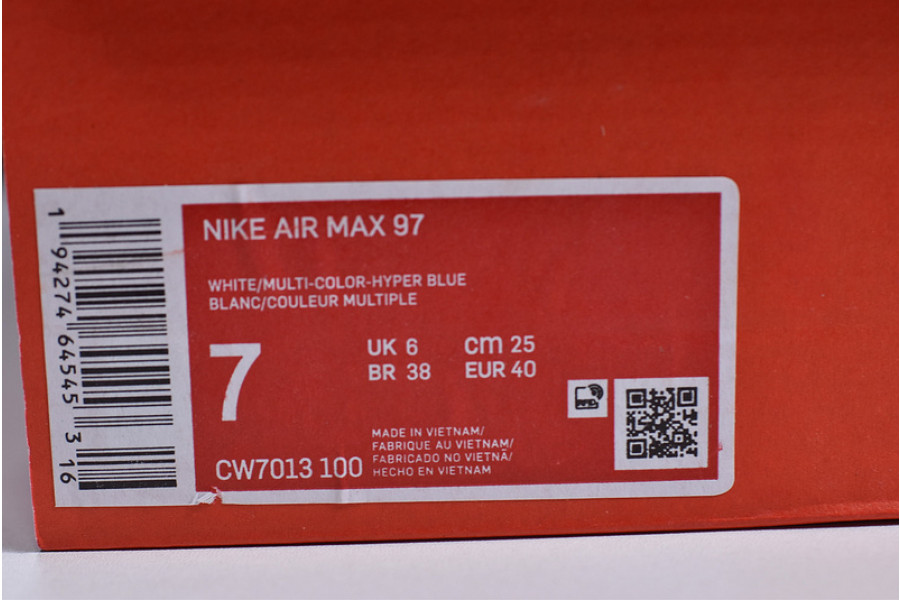 NIKE AIR MAX 97
WHITE/MULTI-COLOR-HYPER BLUE
BLANC/COULEUR MULTIPLE
7
UK 6 cm 25
BR 38 EUR 40
CW7013 100
MADE IN VIETNAM/
FABRIQUE AU VIETNAM/
FABRICADO NO VIETNÃ/
HECHO EN VIETNAM
1 94274 64545 3 16